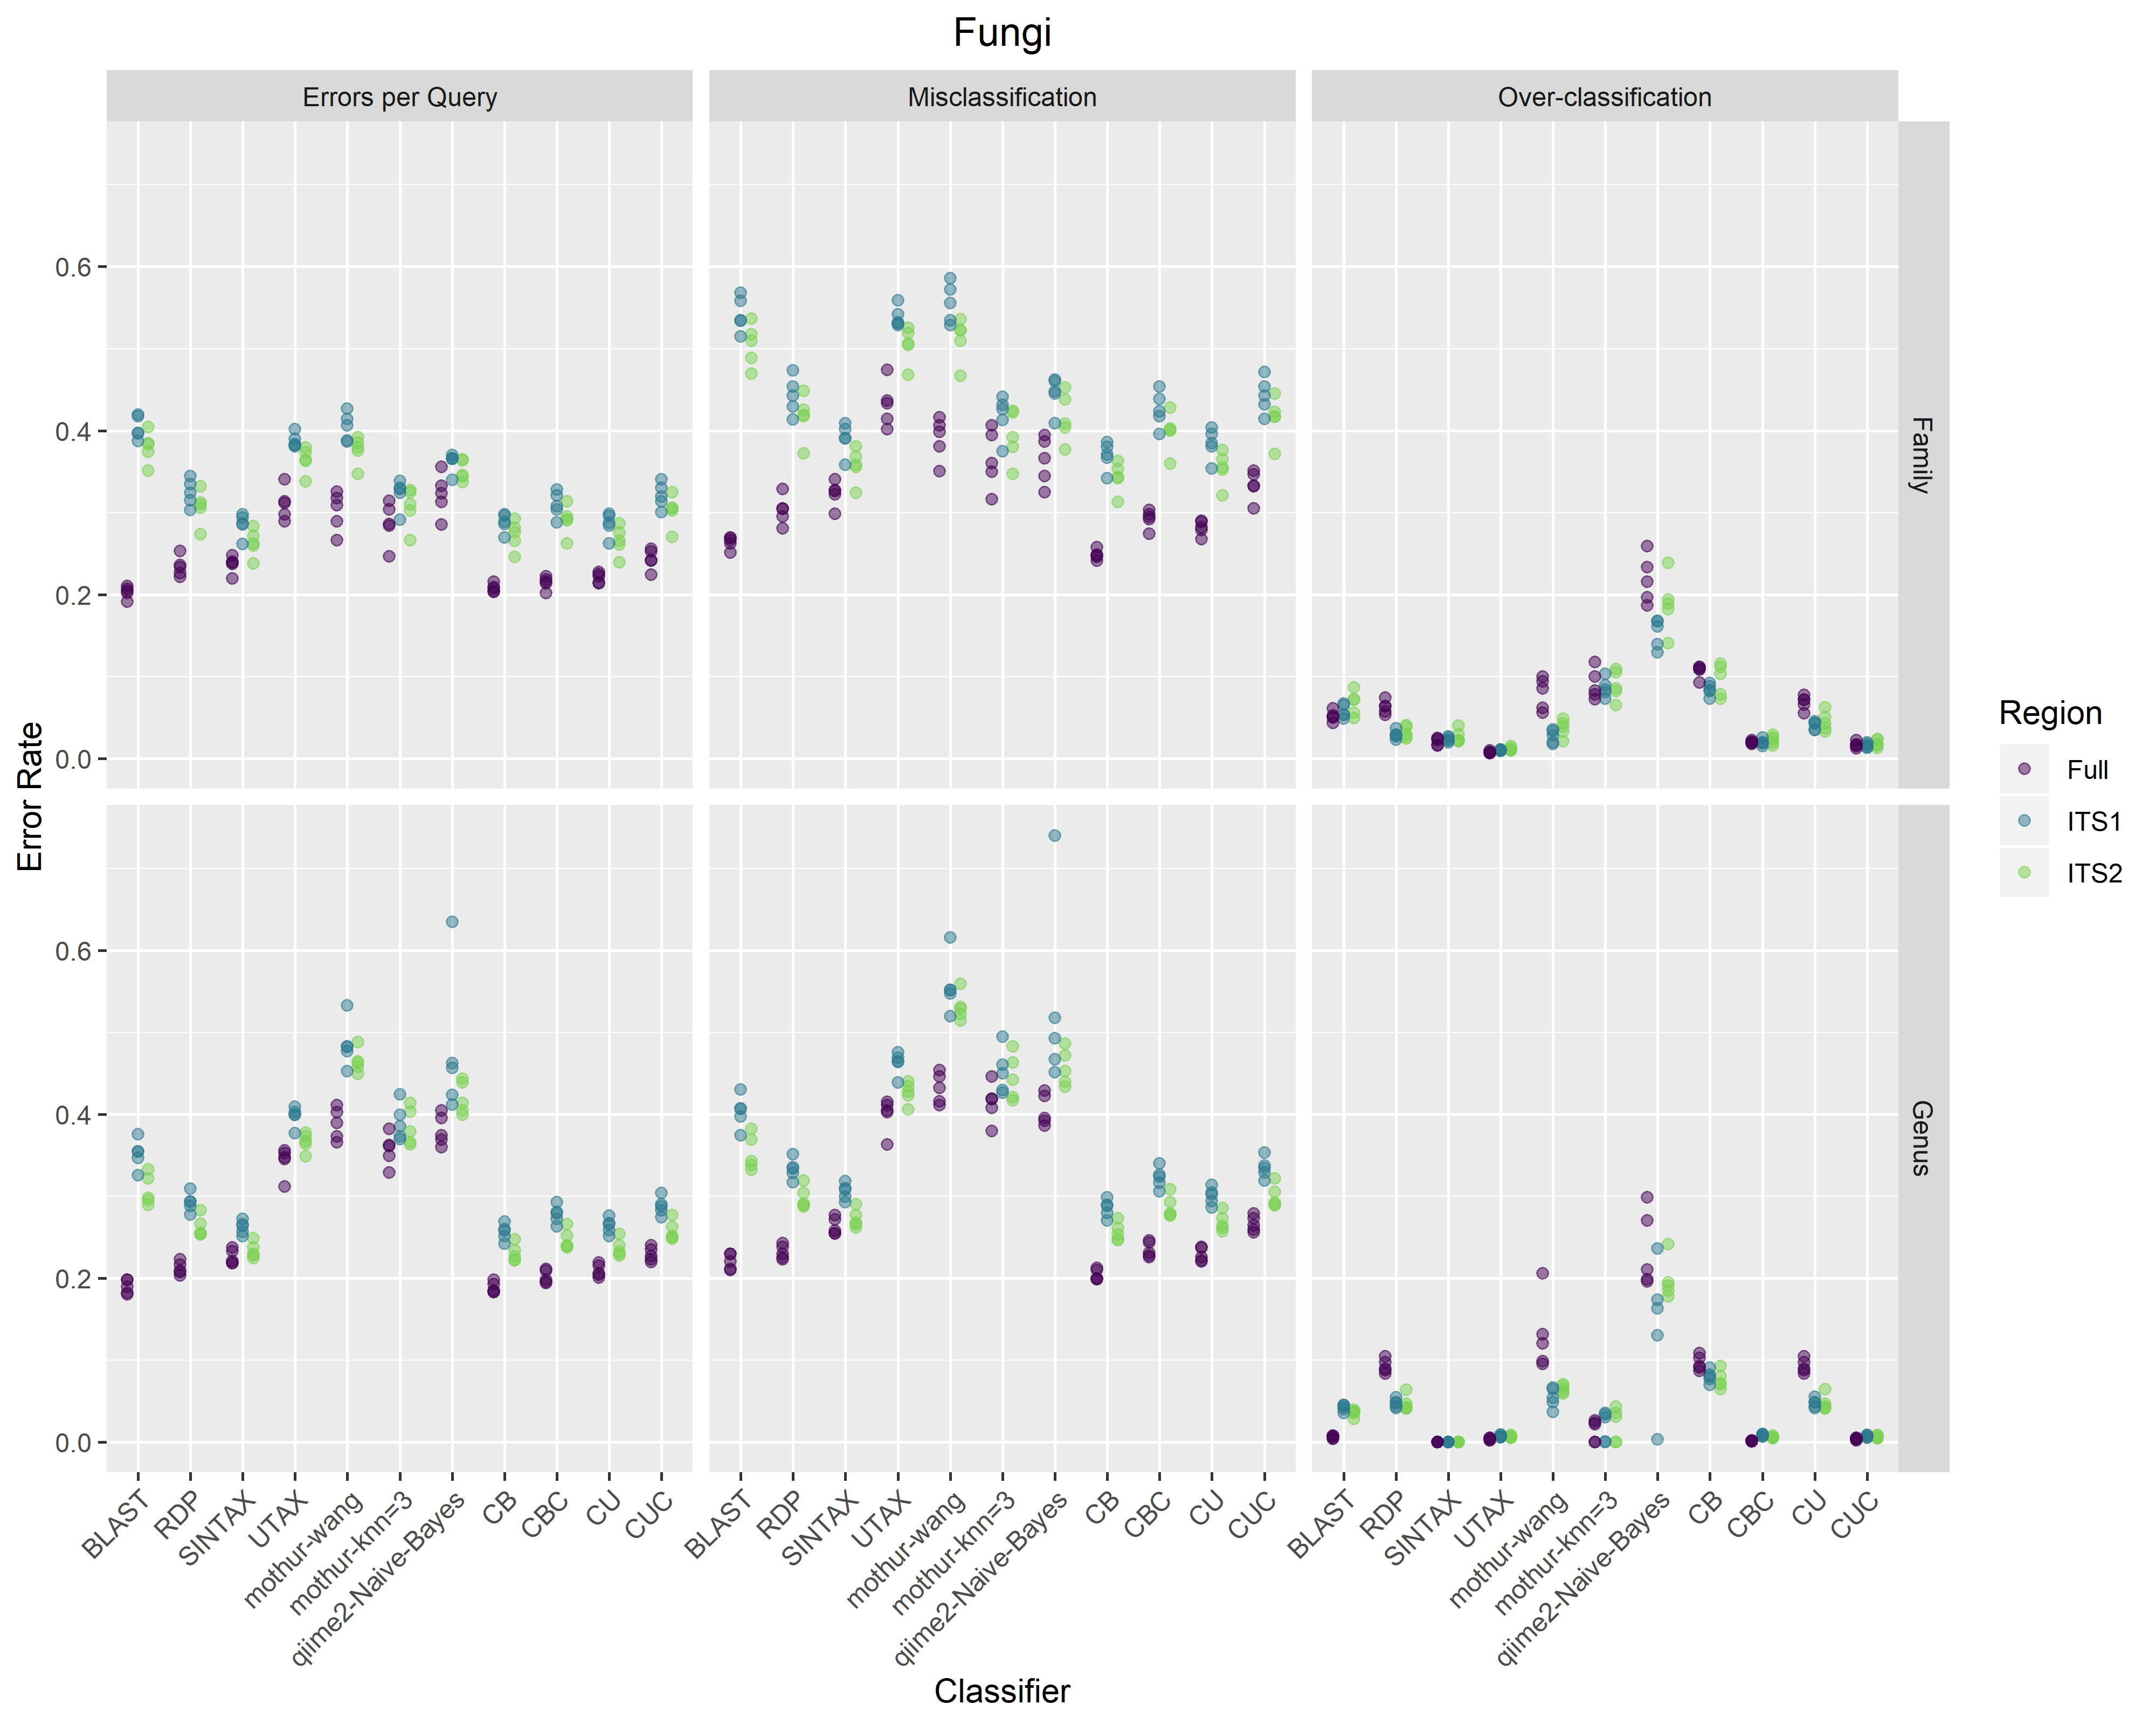 Fungi
Errors per Query
Misclassification
Over-classification
Error Rate
0.6
0.4
0.2
0.0
Family
0.6
0.4
0.2
0.0
Genus
BLAST
RDP
SINTAX
UTAX
mothur-wang
mothur-knn=3
qiime2-Naive-Bayes
CB
CBC
CU
CUC
BLAST
RDP
SINTAX
UTAX
mothur-wang
mothur-knn=3
qiime2-Naive-Bayes
CB
CBC
CU
CUC
BLAST
RDP
SINTAX
UTAX
mothur-wang
mothur-knn=3
qiime2-Naive-Bayes
CB
CBC
CU
CUC
Classifier
Region
Full
ITS1
ITS2